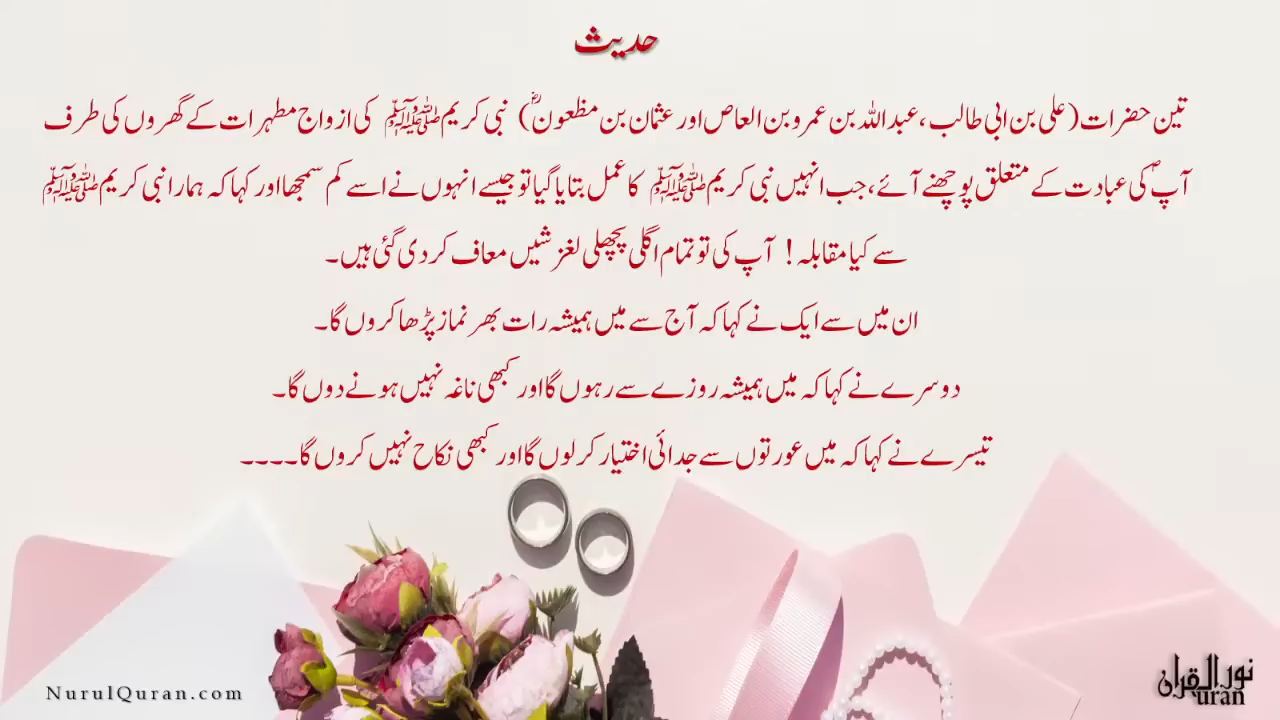 حدیث
تین حضرات (علی بن ابی طالب، عبداللہ بن عمرو بن العاص اور عثمان بن مظعونؓ) نبی کریم ﷺ کی ازواج مطہرات کے گھروں کی طرف
آپؐ کی عبادت کے متعلق پوچھنے آئے، جب انہیں نبی کریم ﷺ کا عمل بتایا گیا تو جیسے انہوں نے اسے کم سمجھا اور کہا کہ ہمارا نبی کریم ﷺ
سے کیا مقابلہ! آپ کی تو تمام اگلی پچھلی لغزشیں معاف کر دی گئی ہیں۔
ان میں سے ایک نے کہا کہ آج سے میں ہمیشہ رات بھر نماز پڑھا کروں گا۔
دوسرے نے کہا کہ میں ہمیشہ روزے سے رہوں گا اور کبھی ناغہ نہیں ہونے دوں گا۔
تیسرے نے کہا کہ میں عورتوں سے جدائی اختیار کر لوں گا اور کبھی نکاح نہیں کروں گا۔۔۔۔
NurulQuran.com
نور القرآن
uran